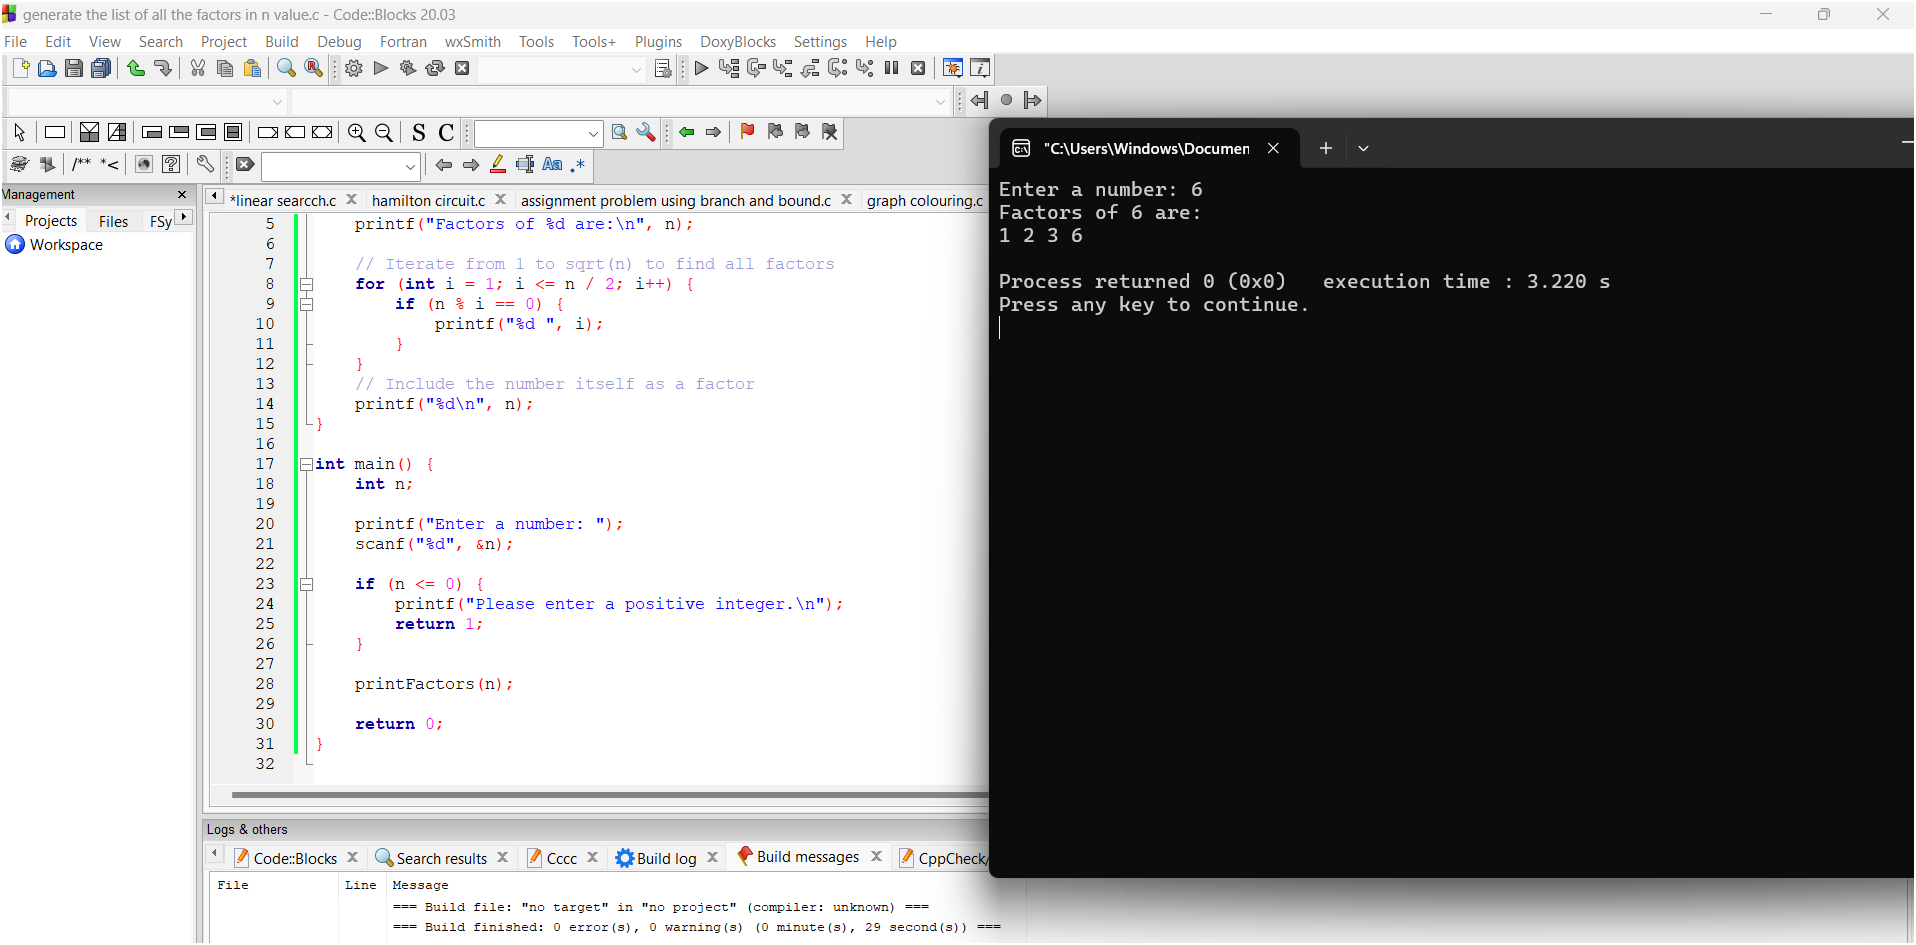 generate the list of all the factors in n value.c - Code::Blocks 20.03
File Edit View Search Project Build Debug Fortran wxSmith Tools Tools+ Plugins DoxyBlocks Settings Help
S C
/** *< Aa .*
Management
Projects Files FSy
Workspace
*linear searcch.c hamilton circuit.c assignment problem using branch and bound.c graph colouring.c
5 printf("Factors of %d are:\n", n);
6
7 // Iterate from 1 to sqrt(n) to find all factors
8 for (int i = 1; i <= n / 2; i++) {
9 if (n % i == 0) {
10 printf("%d ", i);
11 }
12 }
13 // Include the number itself as a factor
14 printf("%d\n", n);
15 }
16
17 int main() {
18 int n;
19
20 printf("Enter a number: ");
21 scanf("%d", &n);
22
23 if (n <= 0) {
24 printf("Please enter a positive integer.\n");
25 return 1;
26 }
27
28 printFactors(n);
29
30 return 0;
31 }
32
"C:\Users\Windows\Documen
Enter a number: 6
Factors of 6 are:
1 2 3 6
Process returned 0 (0x0) execution time : 3.220 s
Press any key to continue.
Logs & others
Code::Blocks Search results Cccc Build log Build messages CppCheck/
File Line Message
=== Build file: "no target" in "no project" (compiler: unknown) ===
=== Build finished: 0 error(s), 0 warning(s) (0 minute(s), 29 second(s)) ===